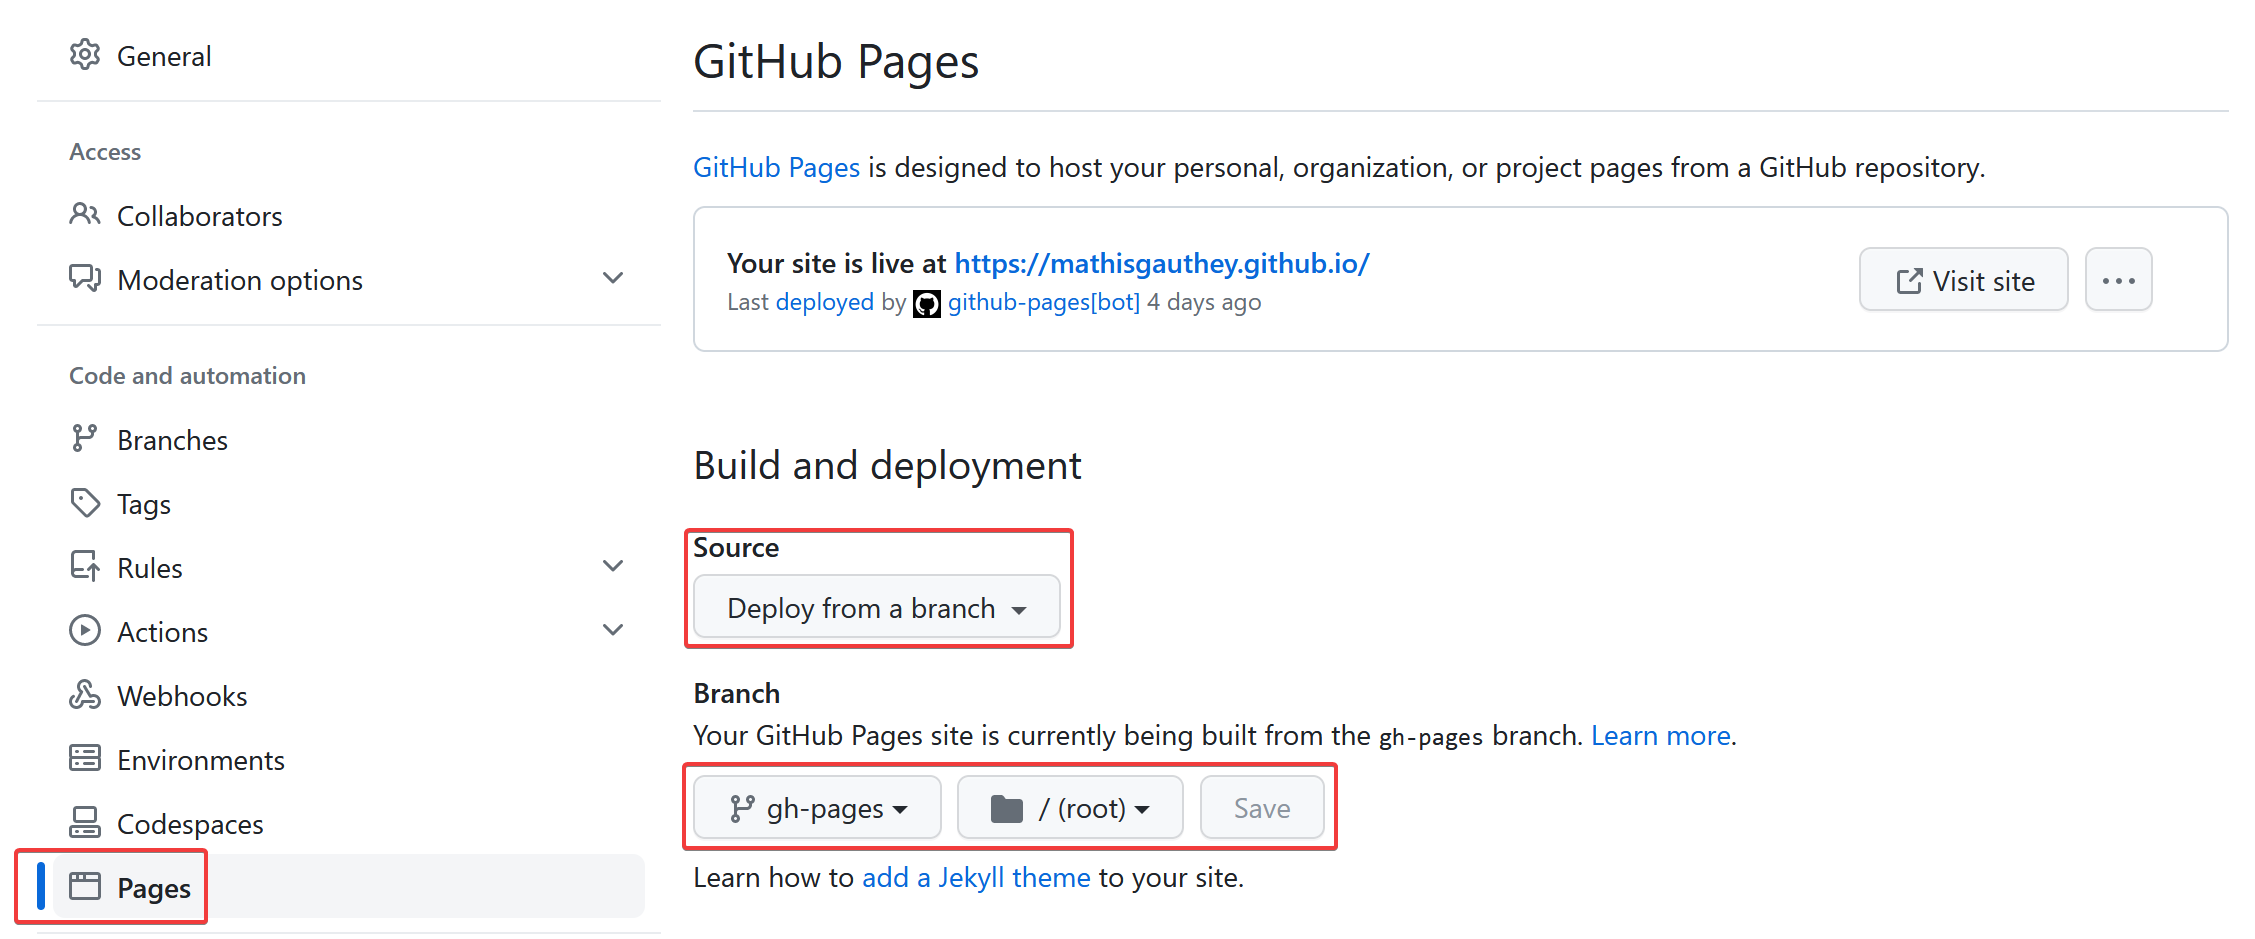 General
Access
Collaborators
Moderation options
Code and automation
Branches
Tags
Rules
Actions
Webhooks
Environments
Codespaces
Pages
GitHub Pages
GitHub Pages is designed to host your personal, organization, or project pages from a GitHub repository.
Your site is live at https://mathisgauthey.github.io/
Last deployed by github-pages[bot] 4 days ago
Visit site
Build and deployment
Source
Deploy from a branch
Branch
Your GitHub Pages site is currently being built from the gh-pages branch. Learn more.
gh-pages / (root) Save
Learn how to add a Jekyll theme to your site.